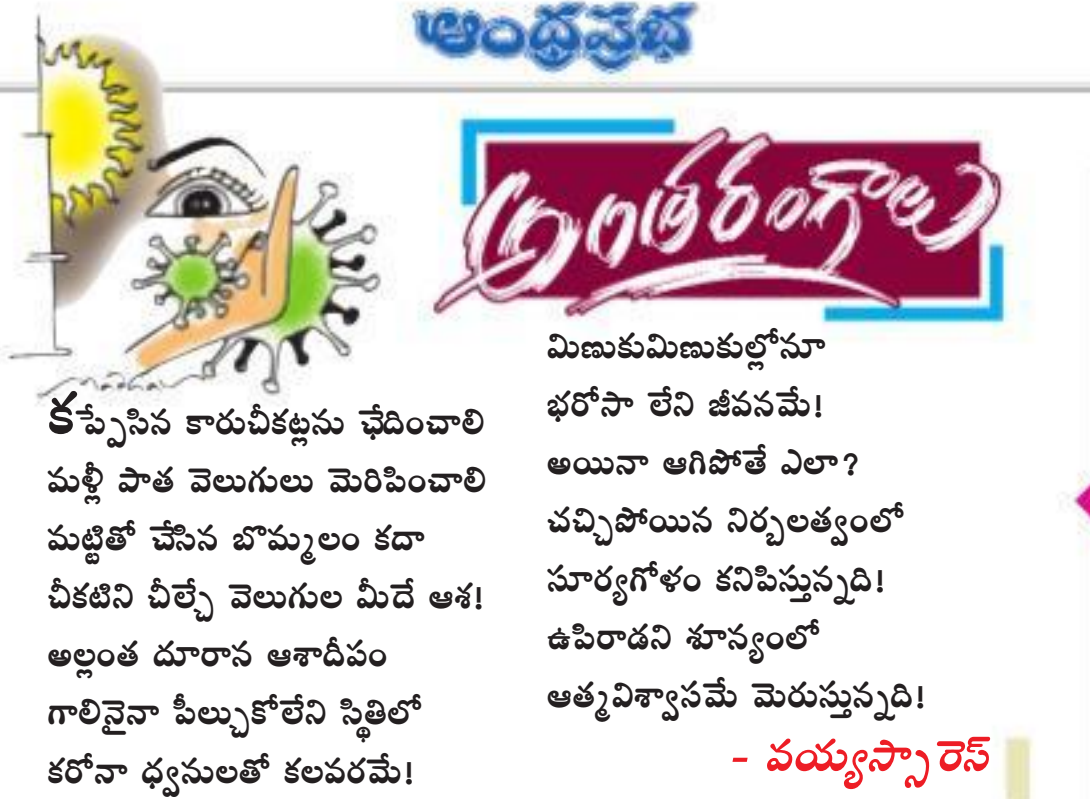 ఆంధ్రప్రభ
అంతరంగాలు
కప్పేసిన కారుచీకట్లను ఛేదించాలి
మళ్లీ పాత వెలుగులు మెరిపించాలి
మట్టితో చేసిన బొమ్మలం కదా
చీకటిని చీల్చే వెలుగుల మీదే ఆశ!
అల్లంత దూరాన ఆశాదీపం
గాలినైనా పీల్చుకోలేని స్థితిలో
కరోనా ధ్వనులతో కలవరమే!
మిణుకుమిణుకుల్లోనూ
భరోసా లేని జీవనమే!
అయినా ఆగిపోతే ఎలా?
చచ్చిపోయిన నిర్బలత్వంలో
సూర్యగోళం కనిపిస్తున్నది!
ఉపిరాడని శూన్యంలో
ఆత్మవిశ్వాసమే మెరుస్తున్నది!
- వయ్యస్సారెస్